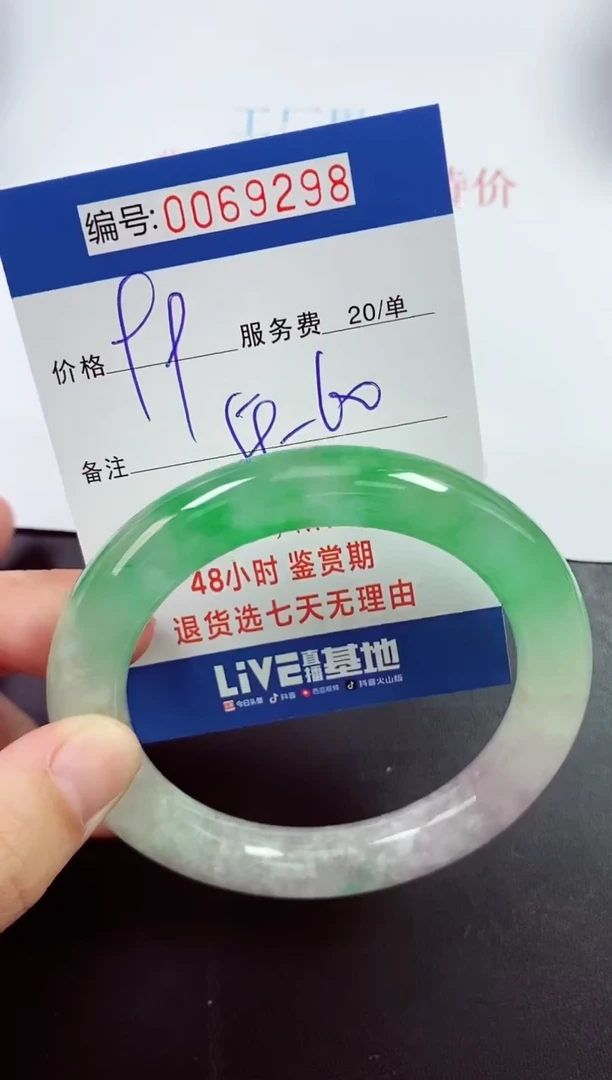 特价
编号:0069298
价格 99 服务费 20/单
备注
48小时 鉴赏期
退货选七天无理由
LiVE直播基地
今日头条 抖音 西瓜视频 抖音火山版